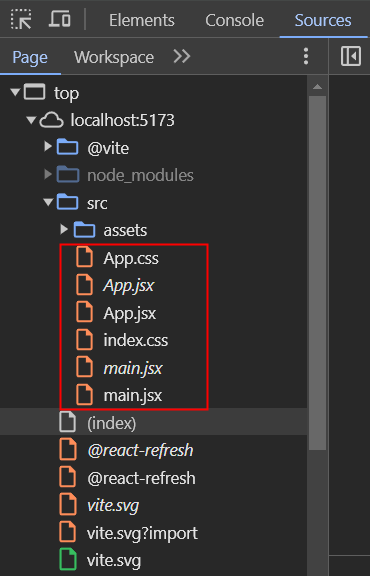 Elements Console Sources
Page Workspace
top
localhost:5173
@vite
node_modules
src
assets
App.css
App.jsx
App.jsx
index.css
main.jsx
main.jsx
(index)
@react-refresh
@react-refresh
vite.svg
vite.svg?import
vite.svg